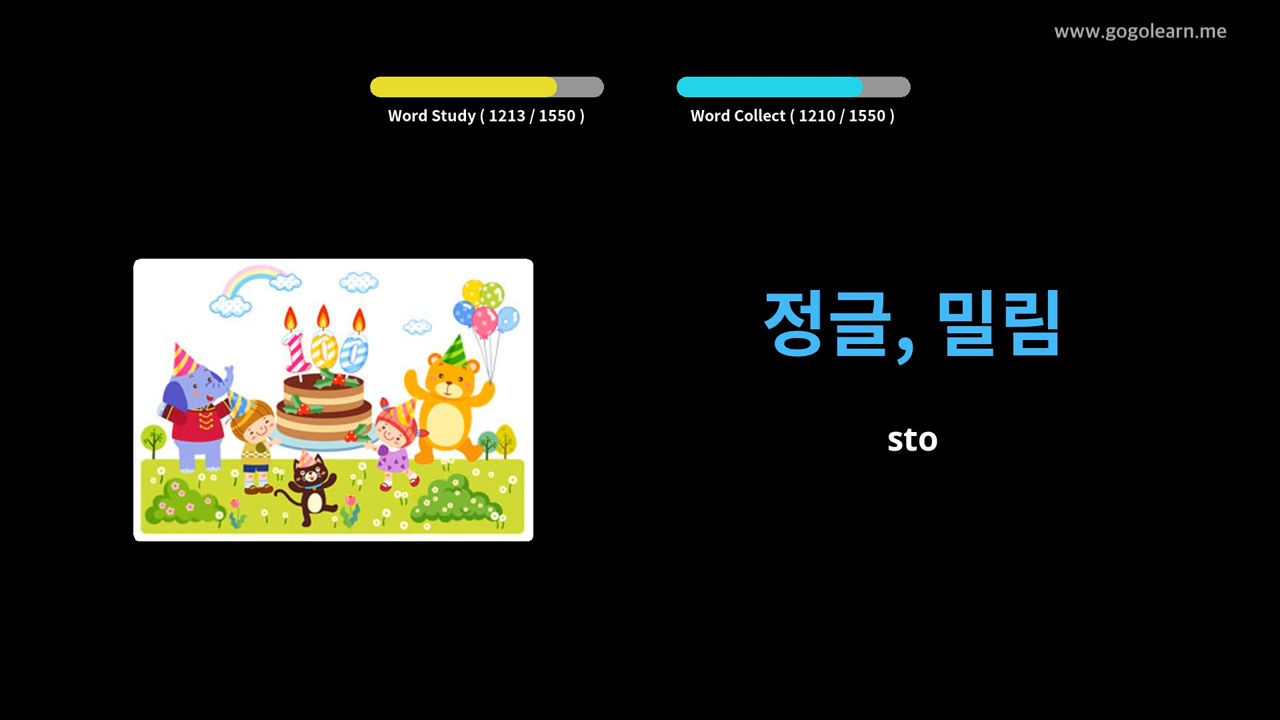 www.gogolearn.me
Word Study ( 1213 / 1550 )
Word Collect ( 1210 / 1550 )
100
정글, 밀림
sto